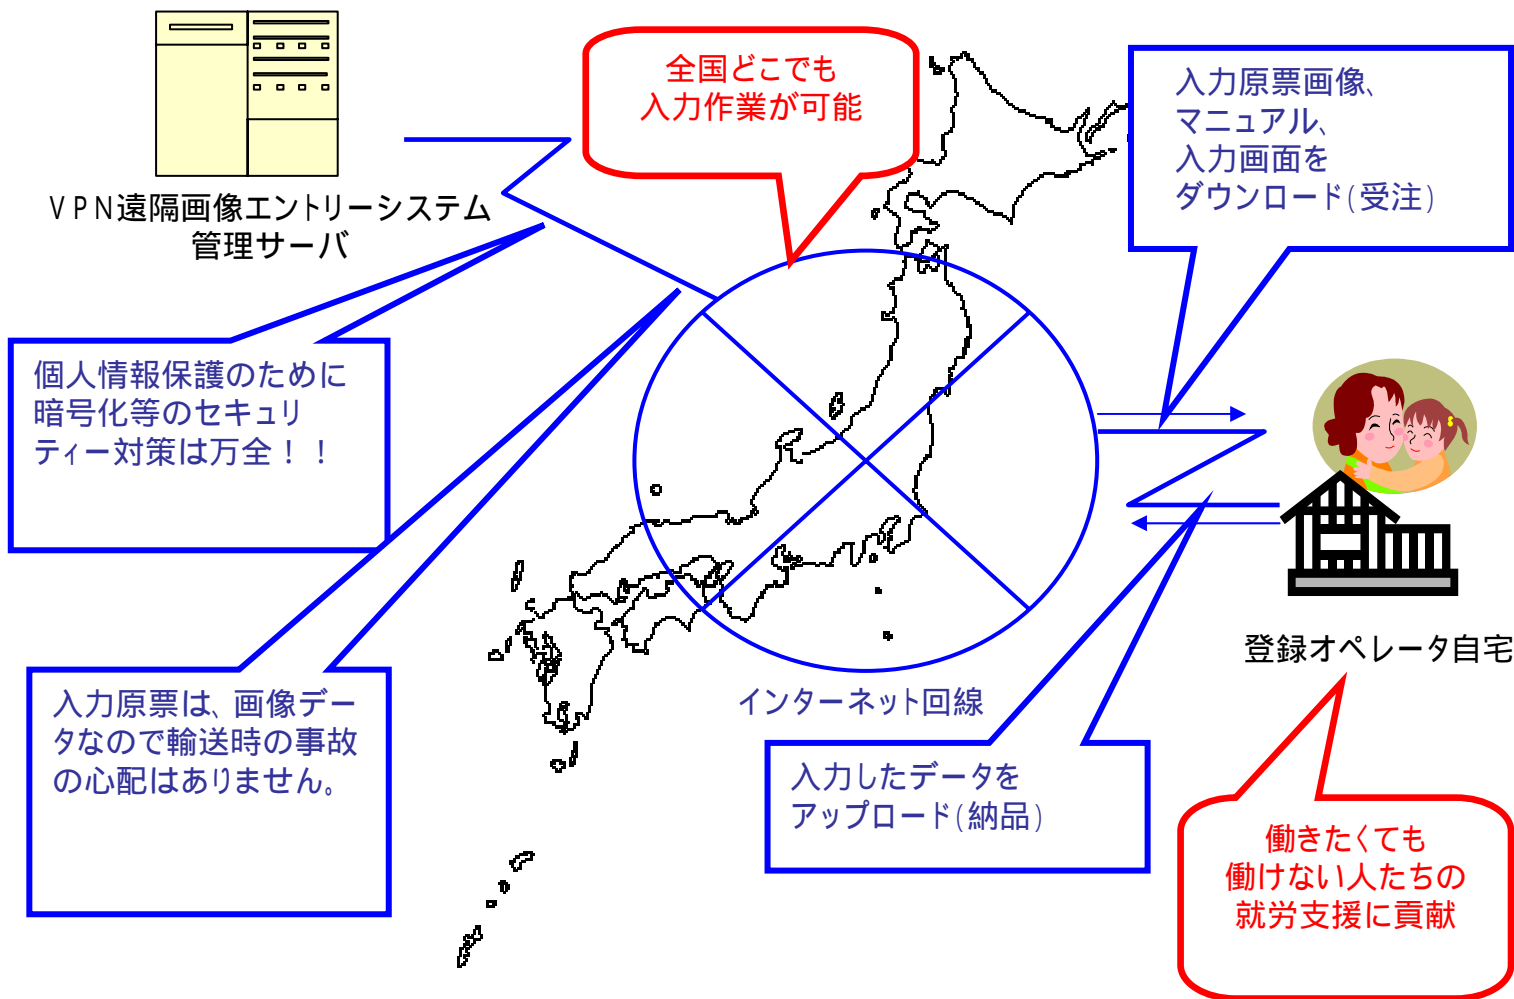 全国どこでも
入力作業が可能
入力原票画像、
マニュアル、
入力画面を
ダウンロード(受注)
VPN遠隔画像エントリーシステム
管理サーバ
個人情報保護のために
暗号化等のセキュリ
ティー対策は万全！！
登録オペレータ自宅
入力原票は、画像デー
タなので輸送時の事故
の心配はありません。
インターネット回線
入力したデータを
アップロード(納品)
働きたくても
働けない人たちの
就労支援に貢献